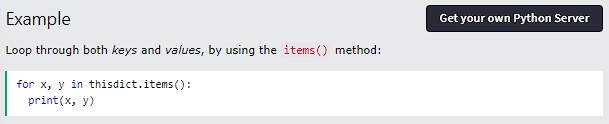 Example
Get your own Python Server
Loop through both keys and values, by using the items() method:
for x, y in thisdict.items():
  print(x, y)